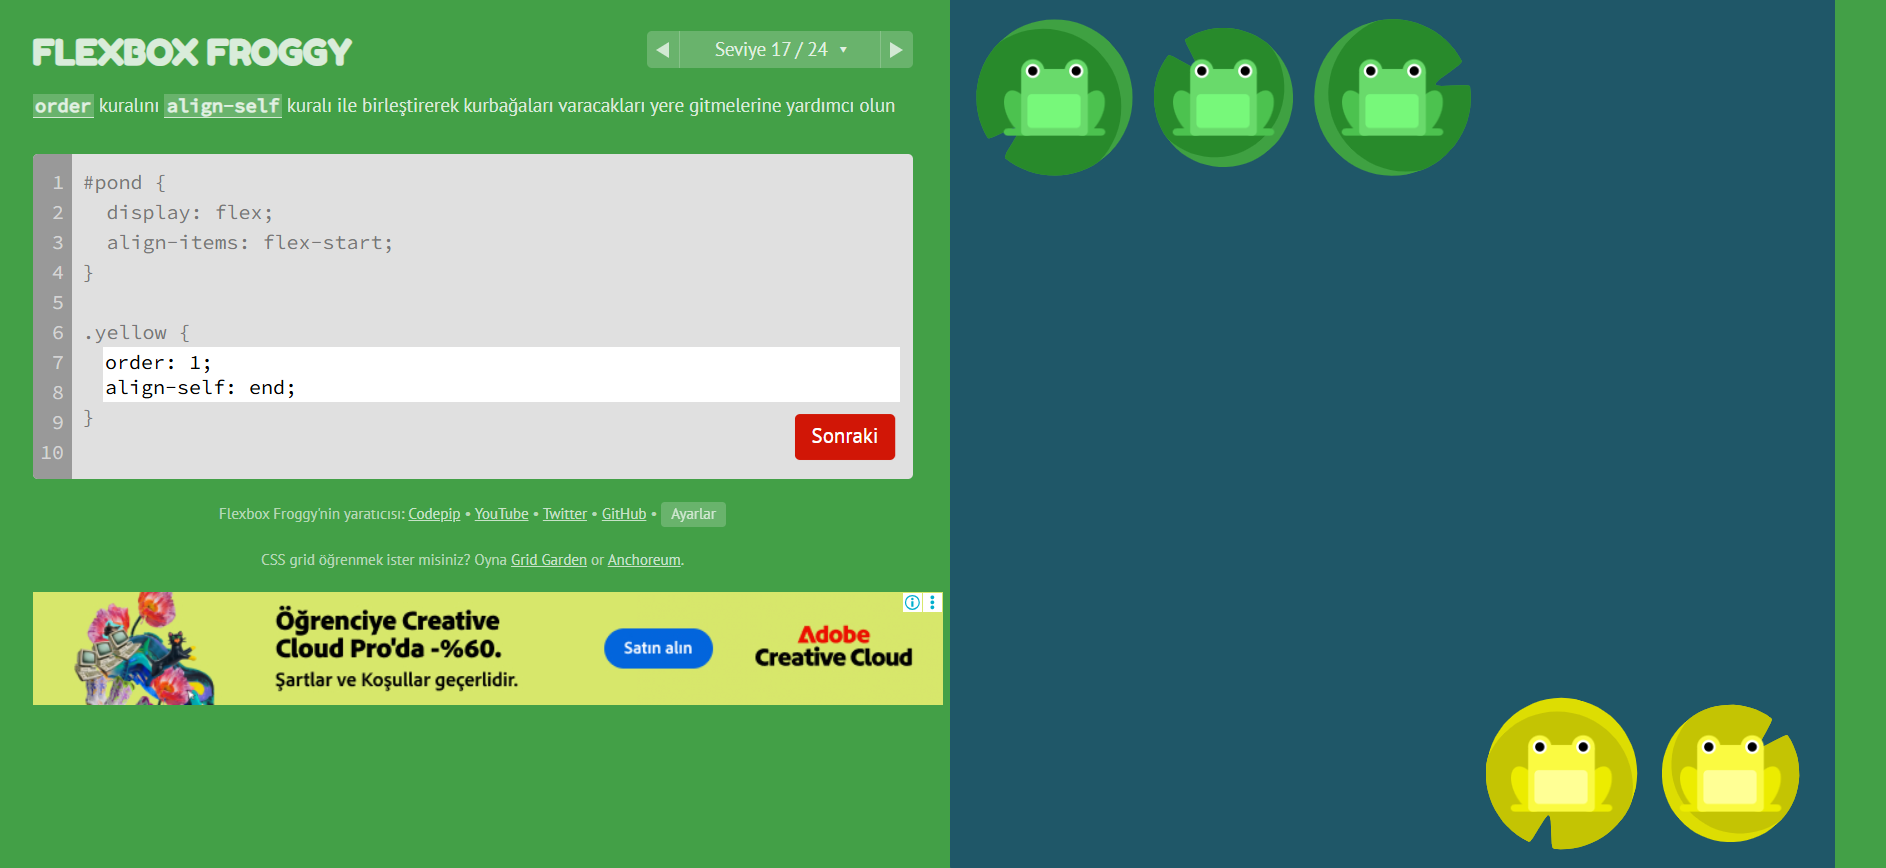 FLEXBOX FROGGY
◀ Seviye 17 / 24 ▾ ▶
order kuralını align-self kuralı ile birleştirerek kurbağaları varacakları yere gitmelerine yardımcı olun
1 #pond {
2 display: flex;
3 align-items: flex-start;
4 }
5
6 .yellow {
7 order: 1;
8 align-self: end;
9 }
10
Sonraki
Flexbox Froggy'nin yaratıcısı: Codepip • YouTube • Twitter • GitHub • Ayarlar
CSS grid öğrenmek ister misiniz? Oyna Grid Garden or Anchoreum.
Öğrenciye Creative
Cloud Pro'da -%60.
Şartlar ve Koşullar geçerlidir.
Satın alın
Adobe
Creative Cloud